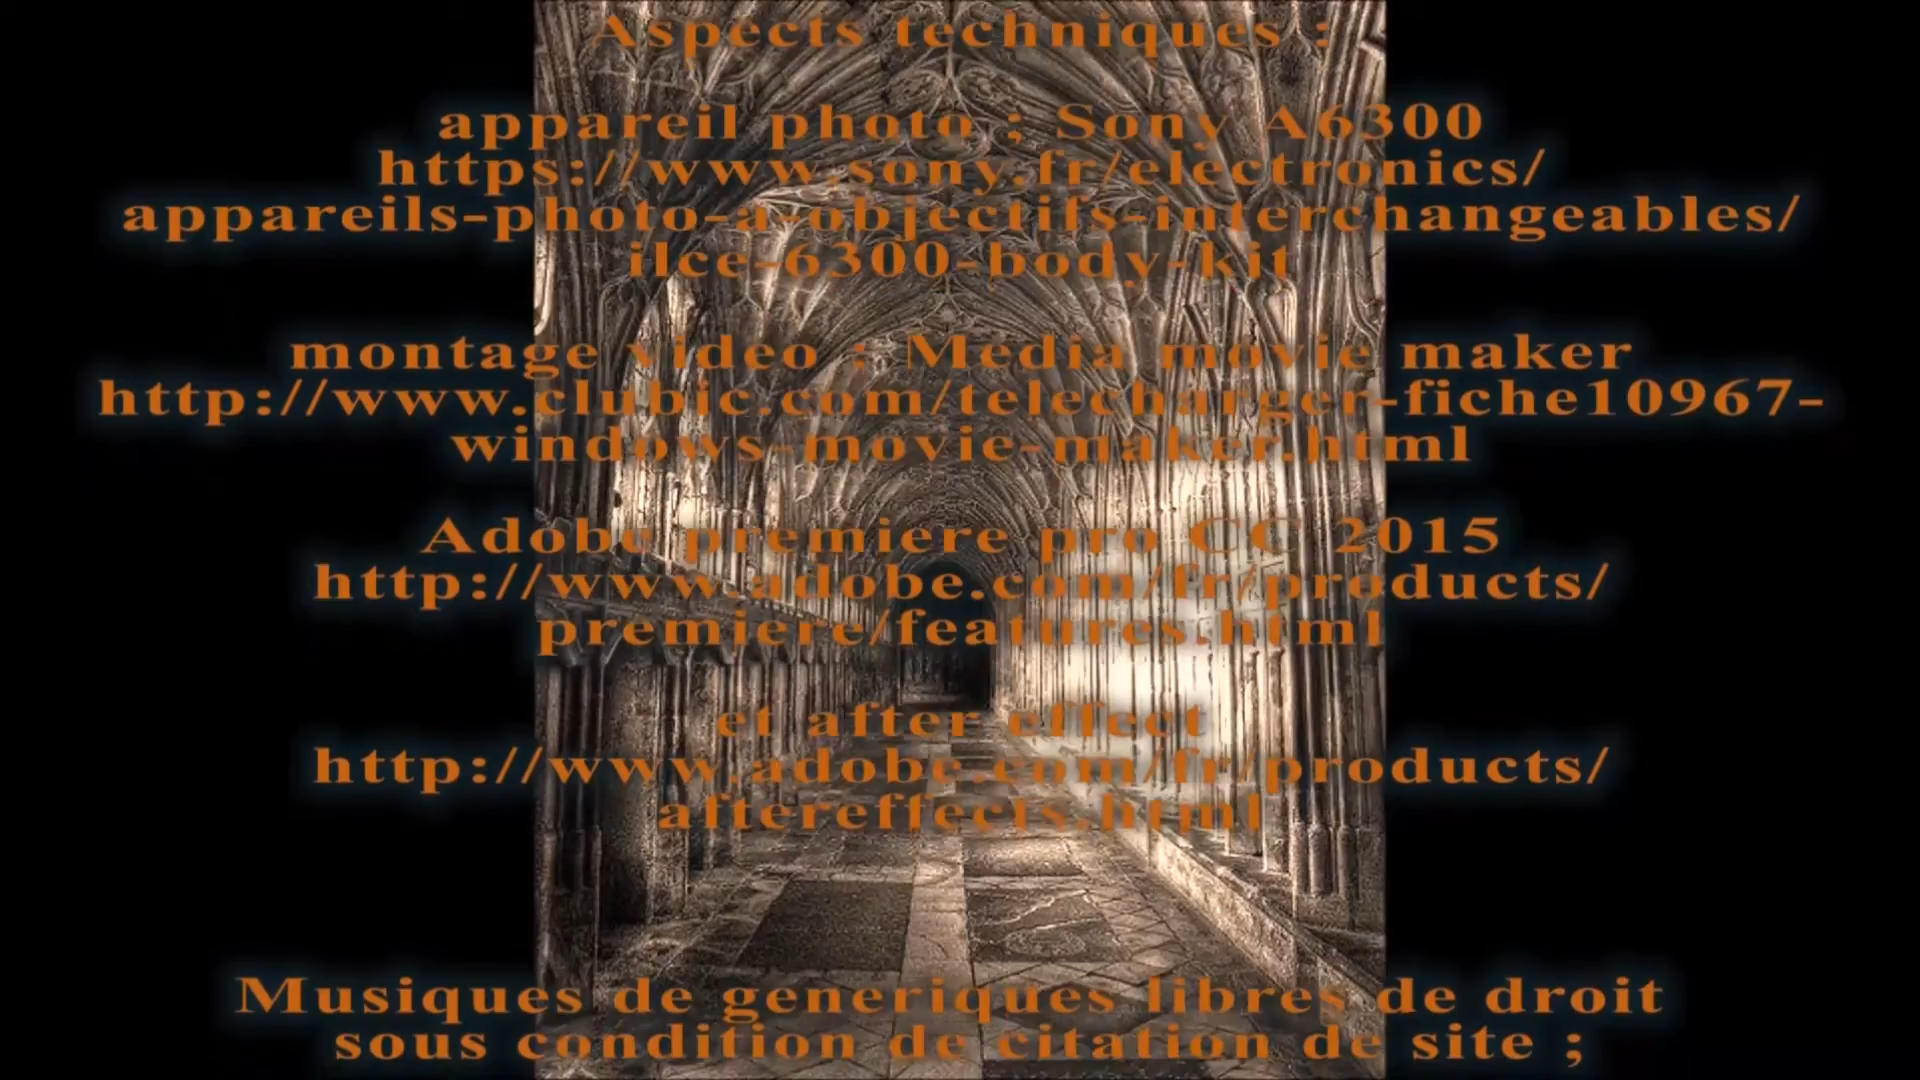 Aspects techniques :
appareil photo ; Sony A6300
https://www.sony.fr/electronics/
appareils-photo-a-objectifs-interchangeables/
ilce-6300-body-kit
montage video ; Media movie maker
http://www.clubic.com/telecharger-fiche10967-
windows-movie-maker.html
Adobe premiere pro CC 2015
http://www.adobe.com/fr/products/
premiere/features.html
et after effect
http://www.adobe.com/fr/products/
aftereffects.html
Musiques de generiques libres de droit
sous condition de citation de site ;